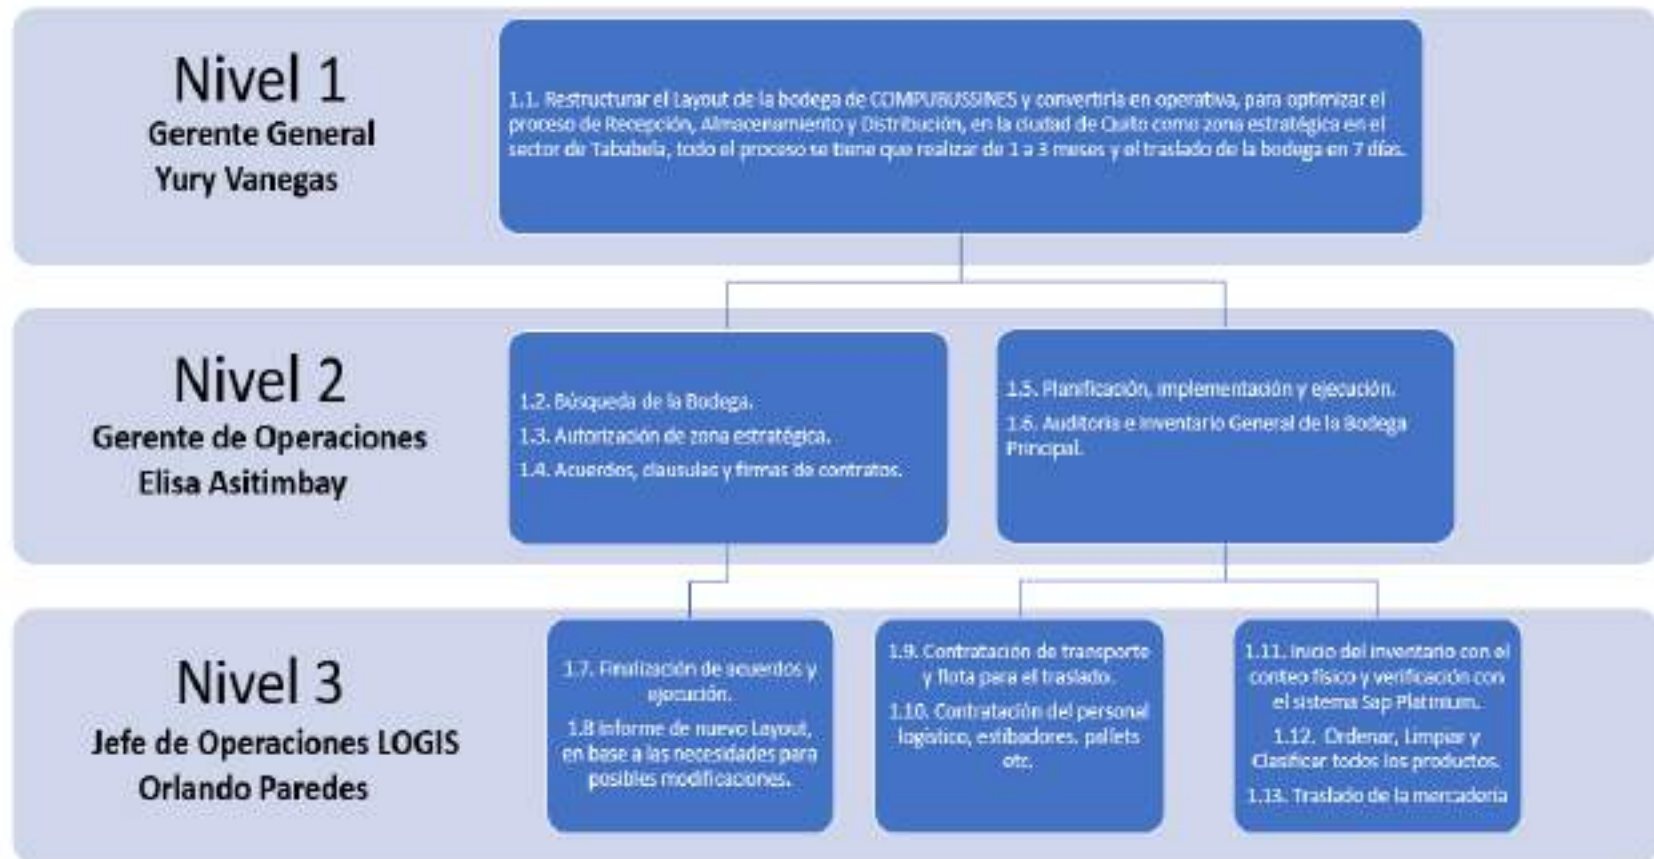 Nivel 1
Gerente General
Yury Vanegas
1.1. Restructurar el Layout de la bodega de COMPUBUSSINES y convertirla en operativa, para optimizar el
proceso de Recepción, Almacenamiento y Distribución, en la ciudad de Quito como zona estratégica en el
sector de Tababela, todo el proceso se tiene que realizar de 1 a 3 meses y el traslado de la bodega en 7 días.
Nivel 2
Gerente de Operaciones
Elisa Asitimbay
1.2. Búsqueda de la Bodega.
1.3. Autorización de zona estratégica.
1.4. Acuerdos, clausulas y firmas de contratos.
1.5. Planificación, implementación y ejecución.
1.6. Auditoria e Inventario General de la Bodega
Principal.
Nivel 3
Jefe de Operaciones LOGIS
Orlando Paredes
1.7. Finalización de acuerdos y
ejecución.
1.8 Informe de nuevo Layout,
en base a las necesidades para
posibles modificaciones.
1.9. Contratación de transporte
y flota para el traslado.
1.10. Contratación del personal
logístico, estibadores. pallets
etc.
1.11. Inicio del inventario con el
conteo físico y verificación con
el sistema Sap Platinium.
1.12. Ordenar, Limpiar y
Clasificar todos los productos.
1.13. Traslado de la mercadería